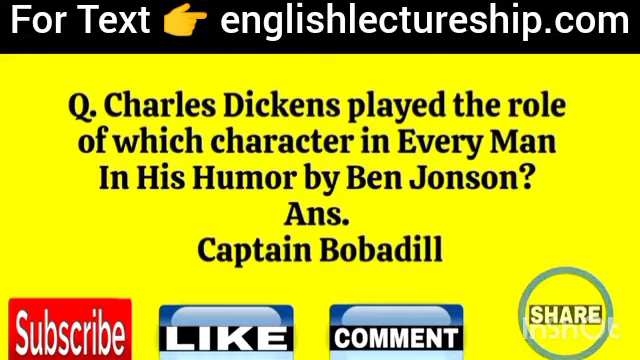 For Text 👉 englishlectureship.com
Q. Charles Dickens played the role
of which character in Every Man
In His Humor by Ben Jonson?
Ans.
Captain Bobadill
Subscribe
LIKE
COMMENT
SHARE
InShOt